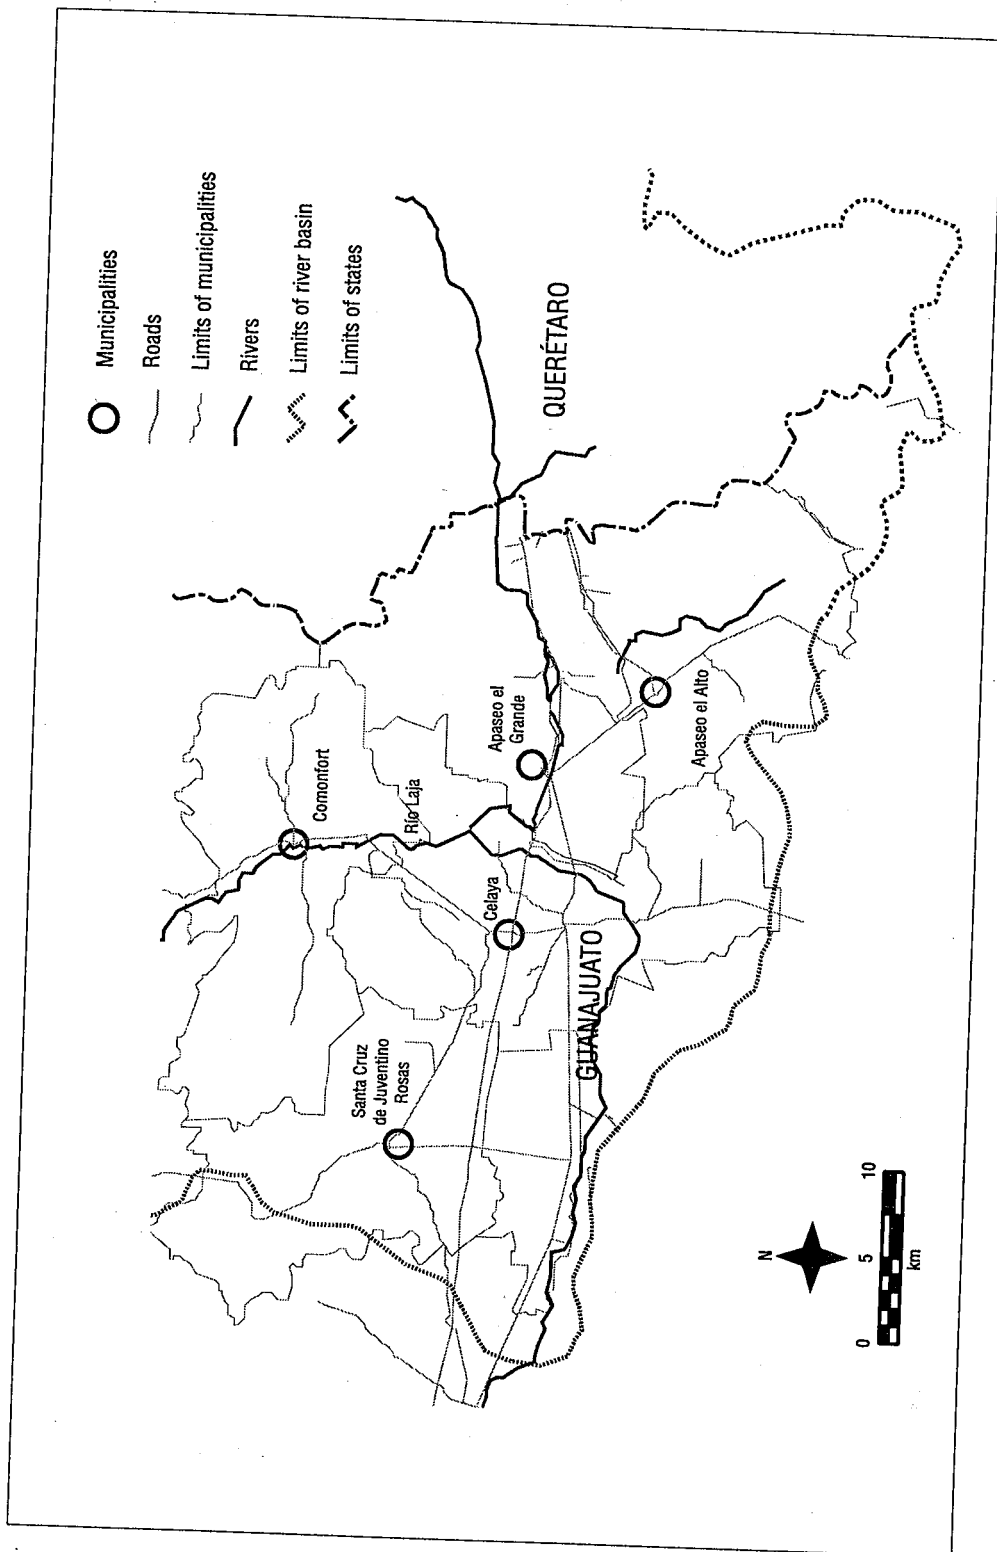 Municipalities
Roads
Limits of municipalities
Rivers
Limits of river basin
Limits of states
QUERÉTARO
Comonfort
Río Laja
Apaseo el
Grande
Apaseo el Alto
Celaya
GUANAJUATO
Santa Cruz
de Juventino
Rosas
N
0
5
10
km